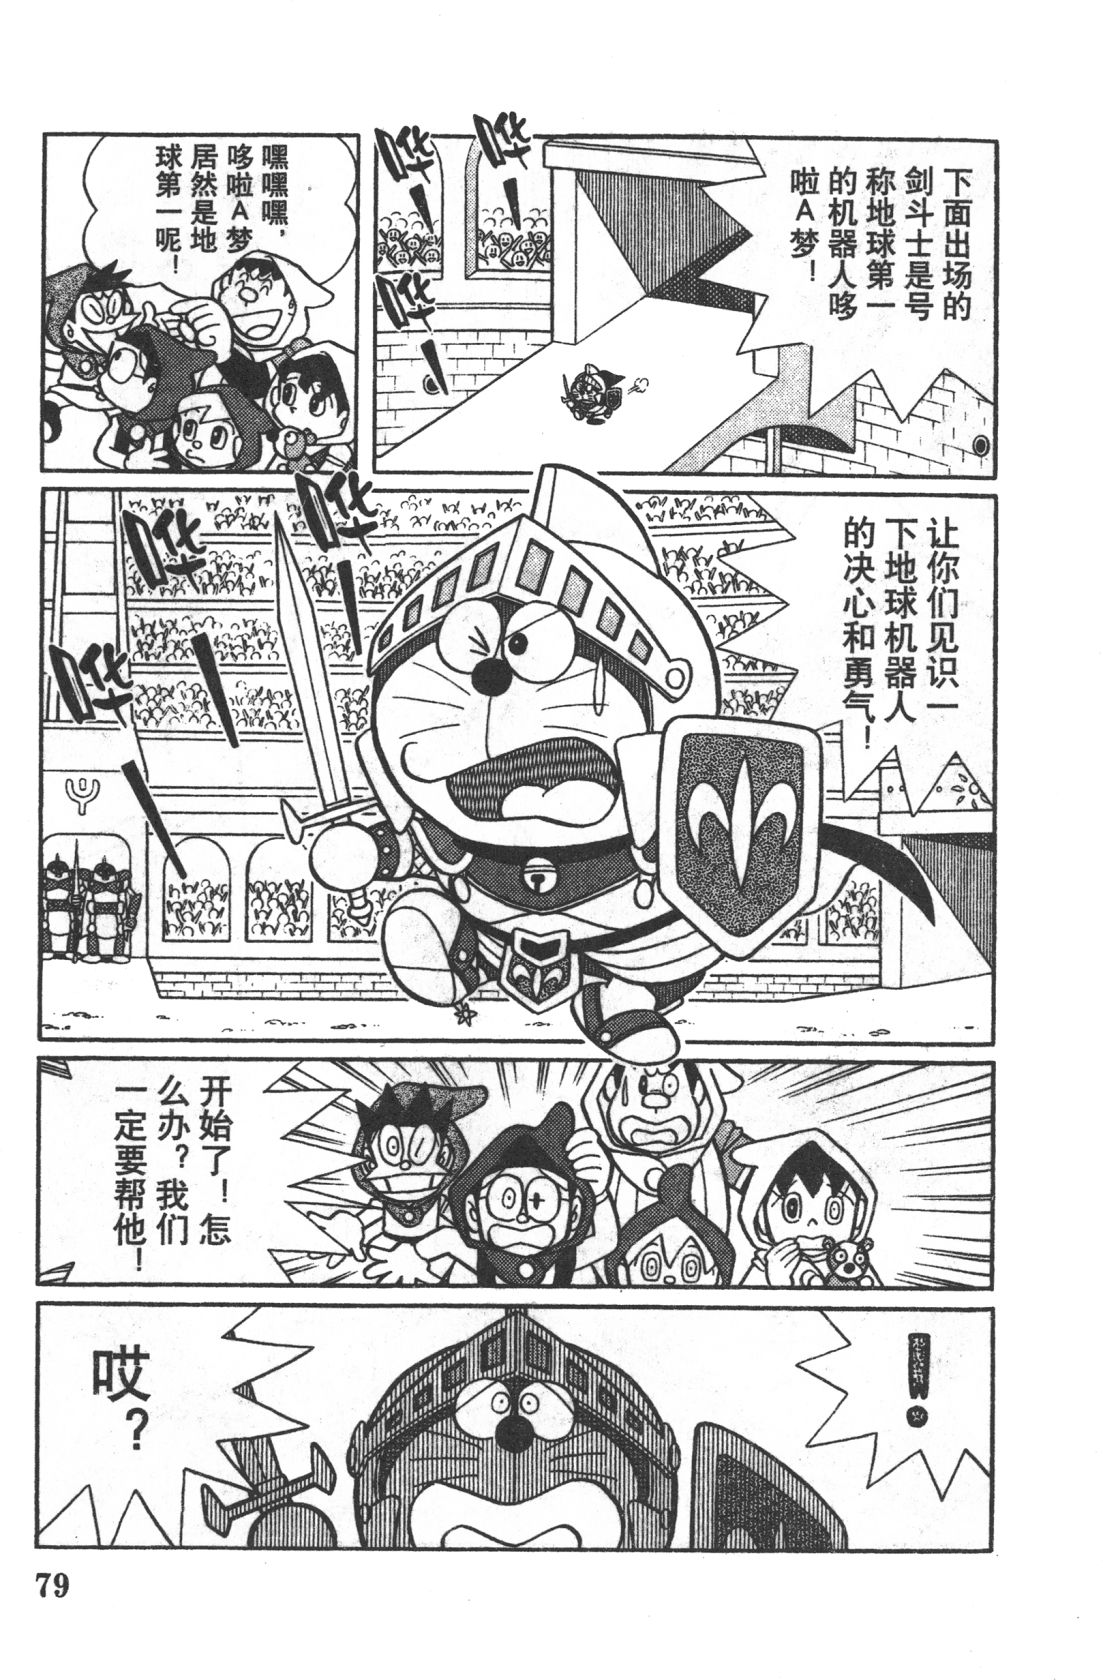 下面出场的
剑斗士是号
称地球第一
的机器人哆
啦A梦！
哗
哗
哗
嘿嘿嘿，
哆啦A梦
居然是地
球第一呢！
让你们见识一
下地球机器人
的决心和勇气！
哗
哗
哗
开始了！怎
么办？我们
一定要帮他！
！
哎？
79